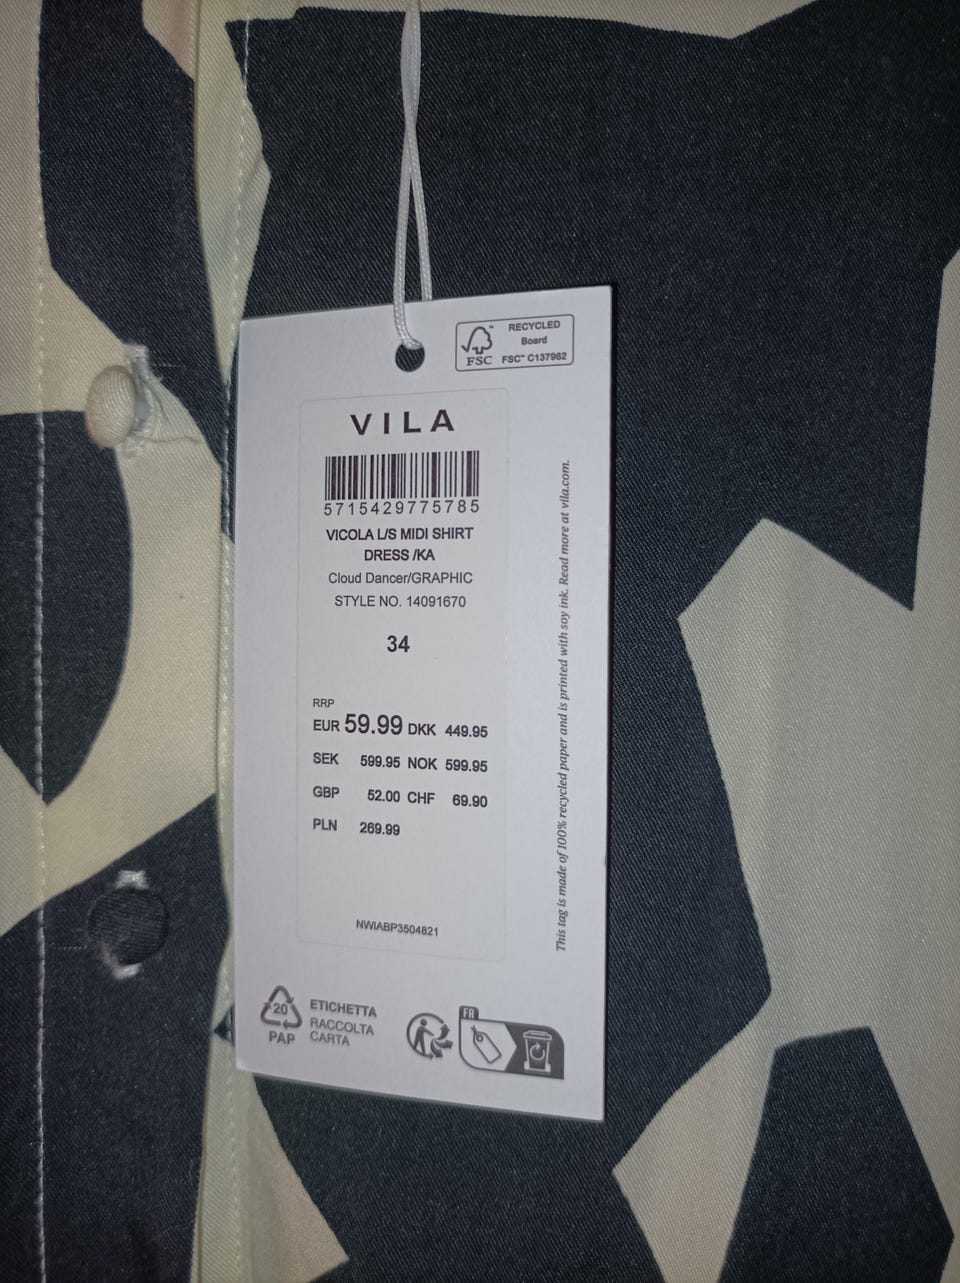 RECYCLED
Board
FSC™ C137962
FSC
VILA
5715429775785
VICOLA L/S MIDI SHIRT
DRESS /KA
Cloud Dancer/GRAPHIC
STYLE NO. 14091670
34
RRP
EUR 59.99 DKK 449.95
SEK 599.95 NOK 599.95
GBP 52.00 CHF 69.90
PLN 269.99
NWIABP3504821
This tag is made of 100% recycled paper and is printed with soy ink. Read more at vila.com.
20
PAP
ETICHETTA
RACCOLTA
CARTA
FR